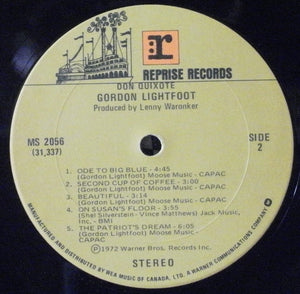 r
REPRISE RECORDS
DON QUIXOTE
GORDON LIGHTFOOT
Produced by Lenny Waronker
MS 2056
(31,337)
SIDE
2
1. ODE TO BIG BLUE - 4:45
(Gordon Lightfoot) Moose Music - CAPAC
2. SECOND CUP OF COFFEE - 3:00
(Gordon Lightfoot) Moose Music - CAPAC
3. BEAUTIFUL - 3:14
(Gordon Lightfoot) Moose Music - CAPAC
4. ON SUSAN'S FLOOR - 3:55
(Shel Silverstein - Vince Matthews) Jack Music,
Inc. - BMI
5. THE PATRIOT'S DREAM - 6:05
(Gordon Lightfoot) Moose Music - CAPAC
Ⓟ1972 Warner Bros. Records Inc.
STEREO
MANUFACTURED AND DISTRIBUTED BY WEA MUSIC OF CANADA, LTD. A WARNER COMMUNICATIONS COMPANY